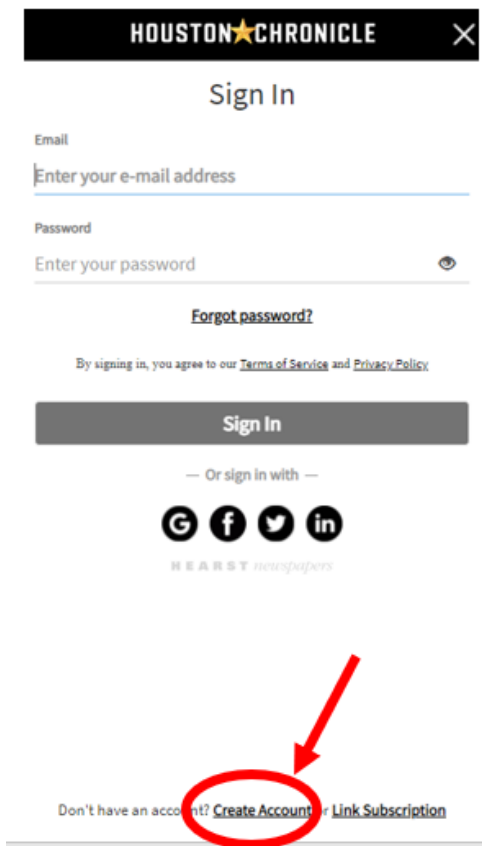 HOUSTON CHRONICLE
Sign In
Email
Enter your e-mail address
Password
Enter your password
Forgot password?
By signing in, you agree to our Terms of Service and Privacy Policy
Sign In
— Or sign in with —
G f in
HEARST newspapers
Don't have an account? Create Account or Link Subscription